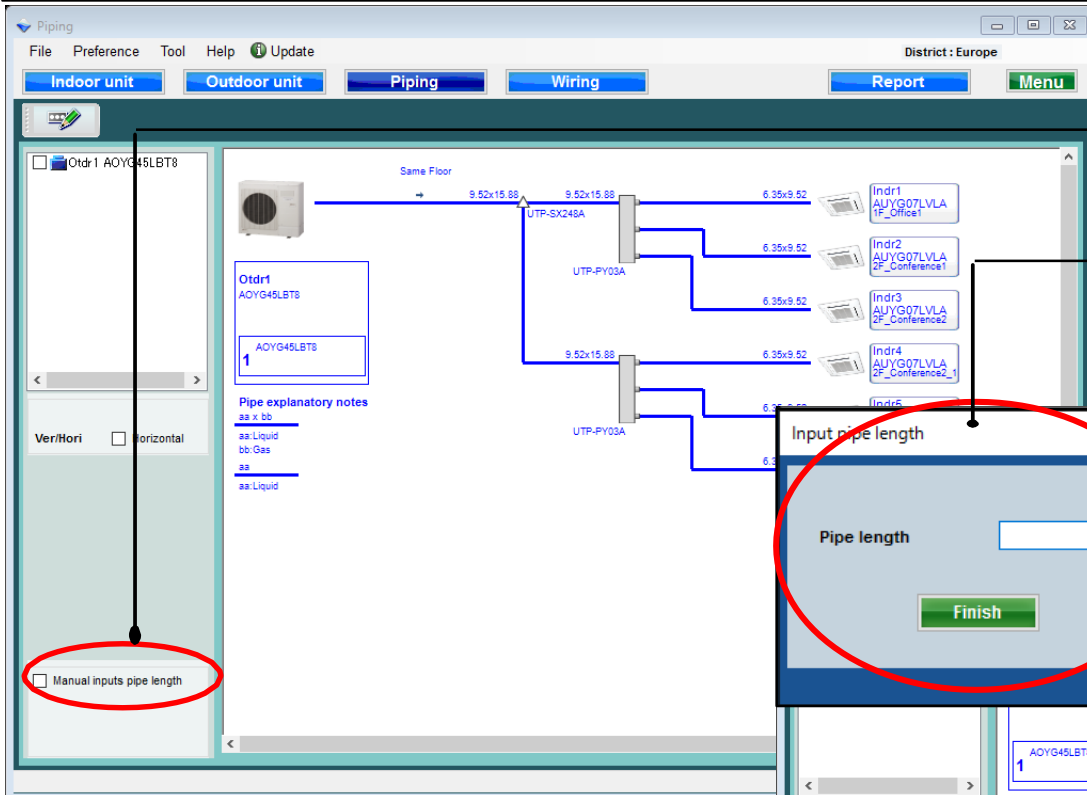 Piping
File Preference Tool Help Update
District : Europe
Indoor unit Outdoor unit Piping Wiring Report Menu
Otdr1 AOYG45LBT8
Ver/Hori Horizontal
Manual inputs pipe length
Same Floor
9.52x15.88 9.52x15.88 6.35x9.52
UTP-SX248A
Indr1
AUYG07LVLA
1F_Office1
6.35x9.52
Indr2
AUYG07LVLA
2F_Conference1
UTP-PY03A
6.35x9.52
Indr3
AUYG07LVLA
2F_Conference2
Otdr1
AOYG45LBT8
AOYG45LBT8
1
9.52x15.88 6.35x9.52
Indr4
AUYG07LVLA
2F_Conference2_1
Indr5
UTP-PY03A
Pipe explanatory notes
aa x bb
aa:Liquid
bb:Gas
aa
aa:Liquid
Input pipe length
Pipe length
Finish
AOYG45LBT
1